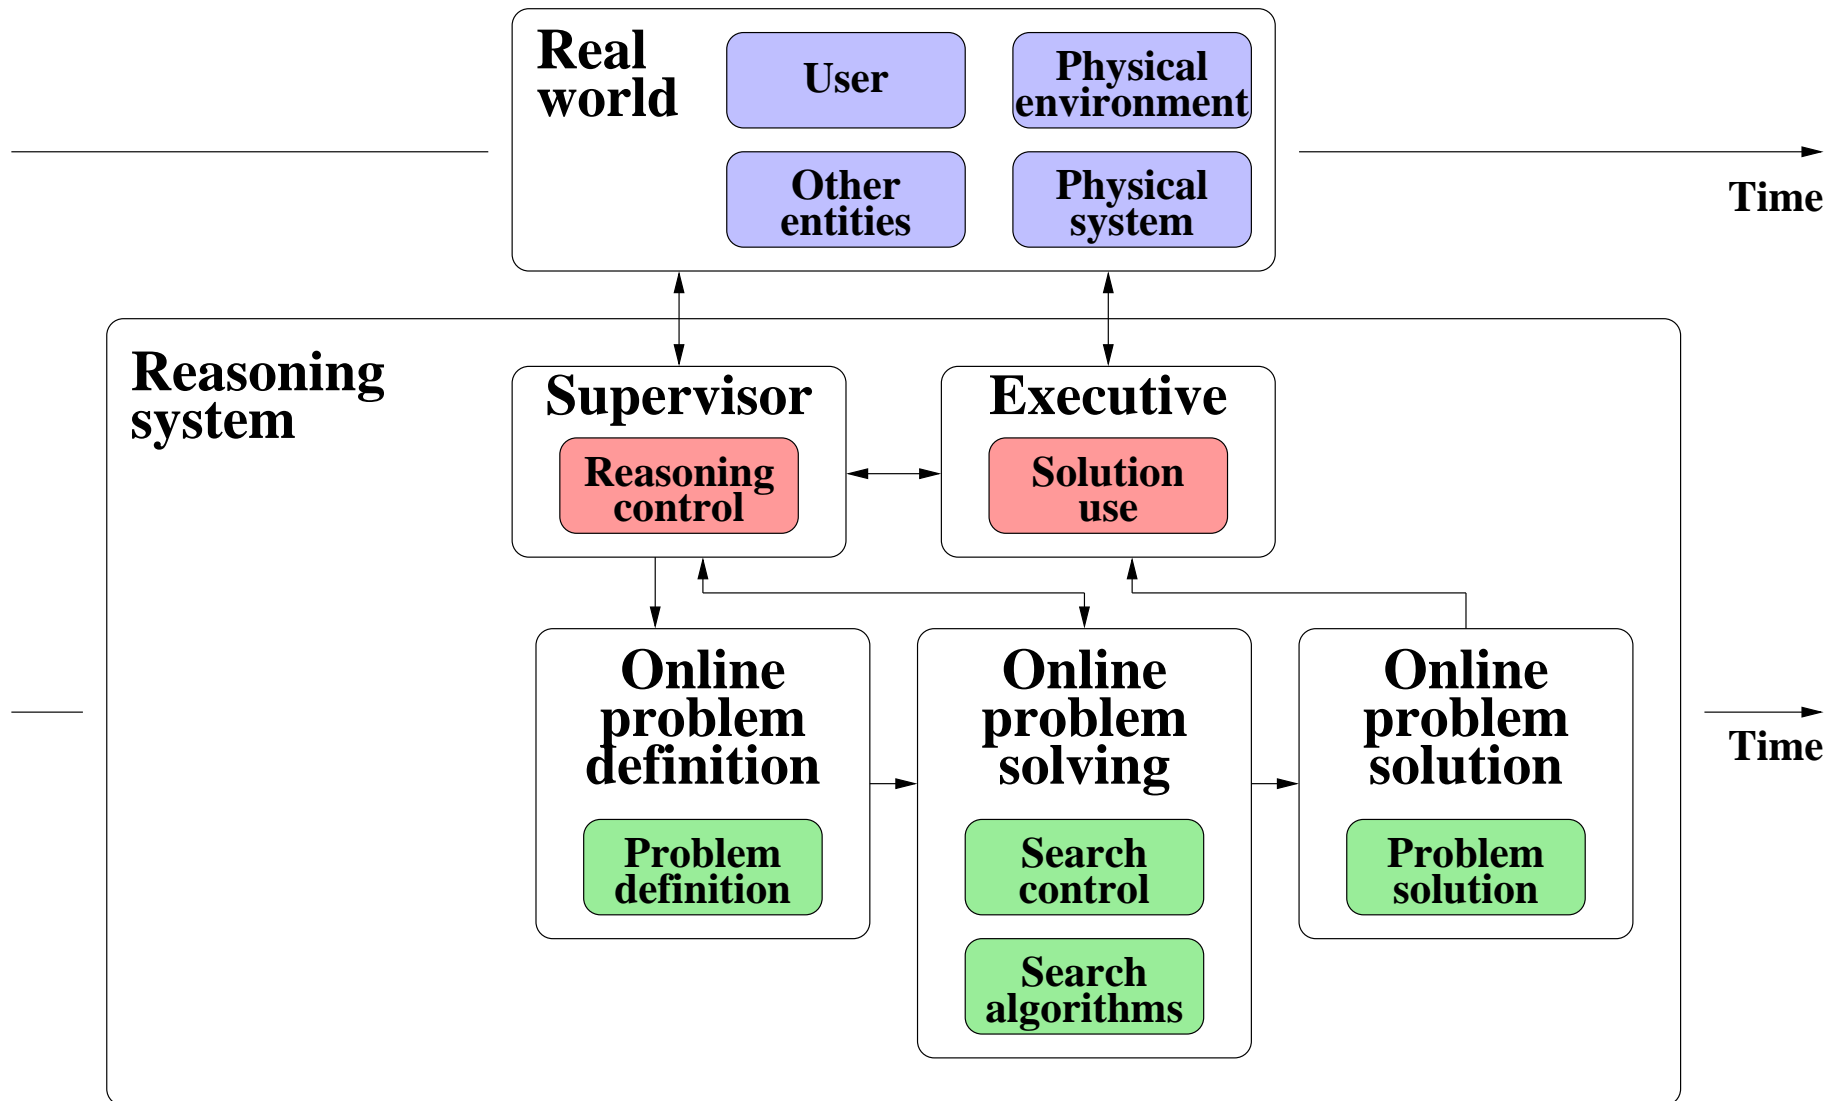 Real
world
User
Physical
environment
Other
entities
Physical
system
Time
Reasoning
system
Supervisor
Reasoning
control
Executive
Solution
use
Online
problem
definition
Problem
definition
Online
problem
solving
Search
control
Search
algorithms
Online
problem
solution
Problem
solution
Time